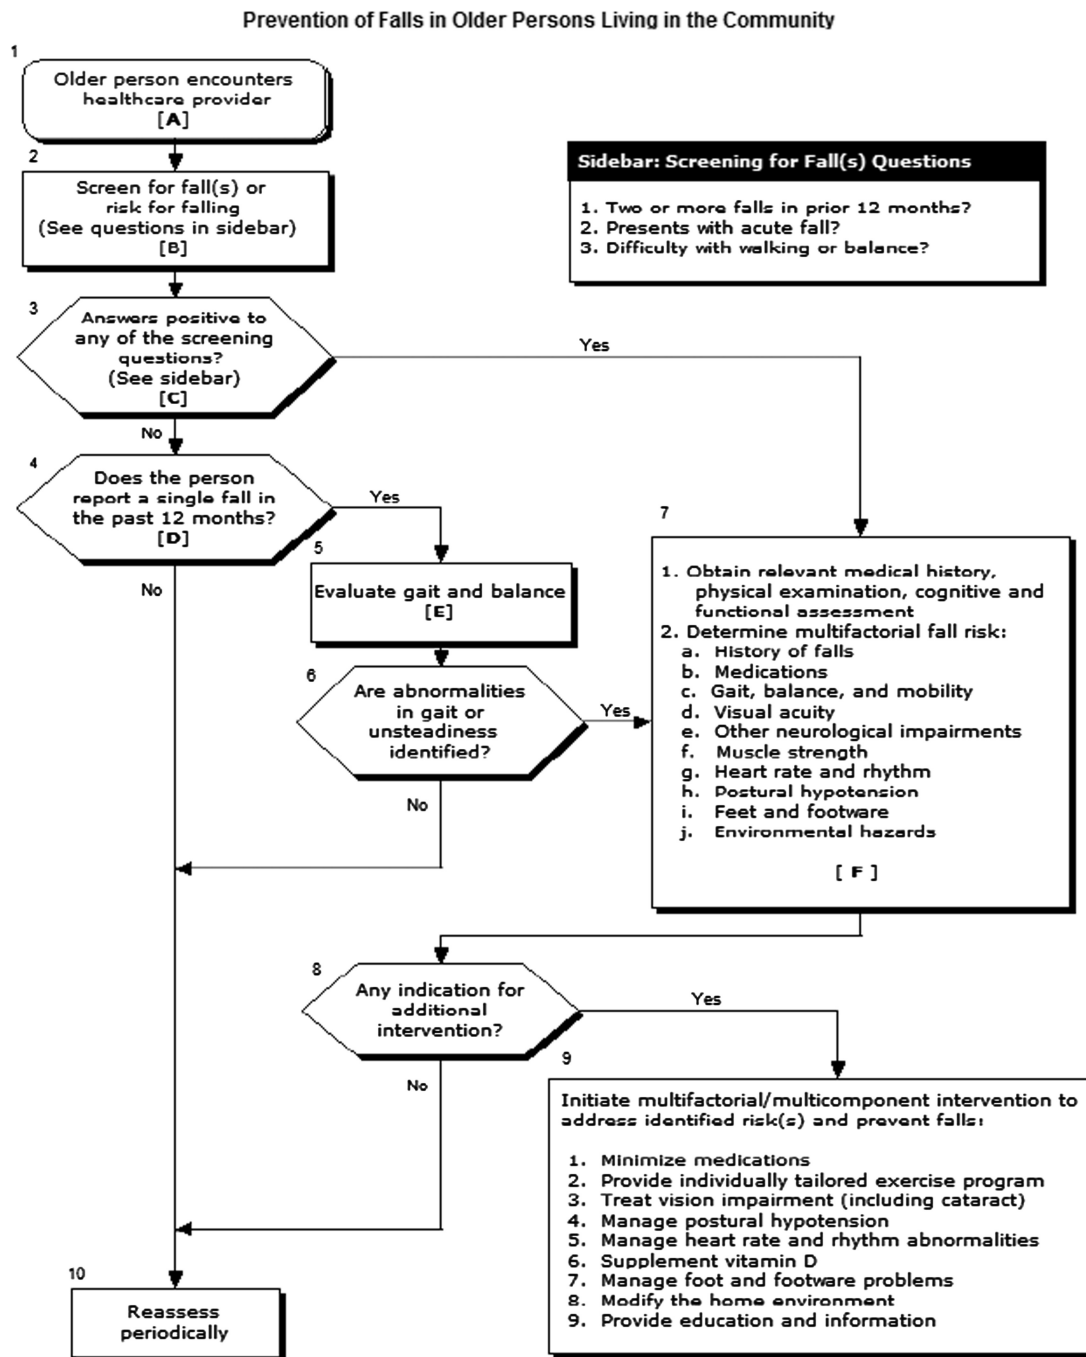 Prevention of Falls in Older Persons Living in the Community
1
Older person encounters
healthcare provider
[A]
2
Screen for fall(s) or
risk for falling
(See questions in sidebar)
[B]
Sidebar: Screening for Fall(s) Questions
1. Two or more falls in prior 12 months?
2. Presents with acute fall?
3. Difficulty with walking or balance?
3
Answers positive to
any of the screening
questions?
(See sidebar)
[C]
Yes
No
4
Does the person
report a single fall in
the past 12 months?
[D]
Yes
No
5
Evaluate gait and balance
[E]
6
Are abnormalities
in gait or
unsteadiness
identified?
Yes
No
7
1. Obtain relevant medical history,
physical examination, cognitive and
functional assessment
2. Determine multifactorial fall risk:
a. History of falls
b. Medications
c. Gait, balance, and mobility
d. Visual acuity
e. Other neurological impairments
f. Muscle strength
g. Heart rate and rhythm
h. Postural hypotension
i. Feet and footware
j. Environmental hazards
[ F ]
8
Any indication for
additional
intervention?
Yes
No
9
Initiate multifactorial/multicomponent intervention to
address identified risk(s) and prevent falls:
1. Minimize medications
2. Provide individually tailored exercise program
3. Treat vision impairment (including cataract)
4. Manage postural hypotension
5. Manage heart rate and rhythm abnormalities
6. Supplement vitamin D
7. Manage foot and footware problems
8. Modify the home environment
9. Provide education and information
10
Reassess
periodically